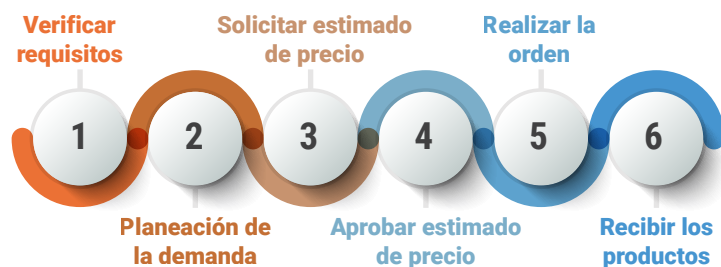 Verificar
requisitos
Solicitar estimado
de precio
Realizar la
orden
1
2
3
4
5
6
Planeación de
la demanda
Aprobar estimado
de precio
Recibir los
productos